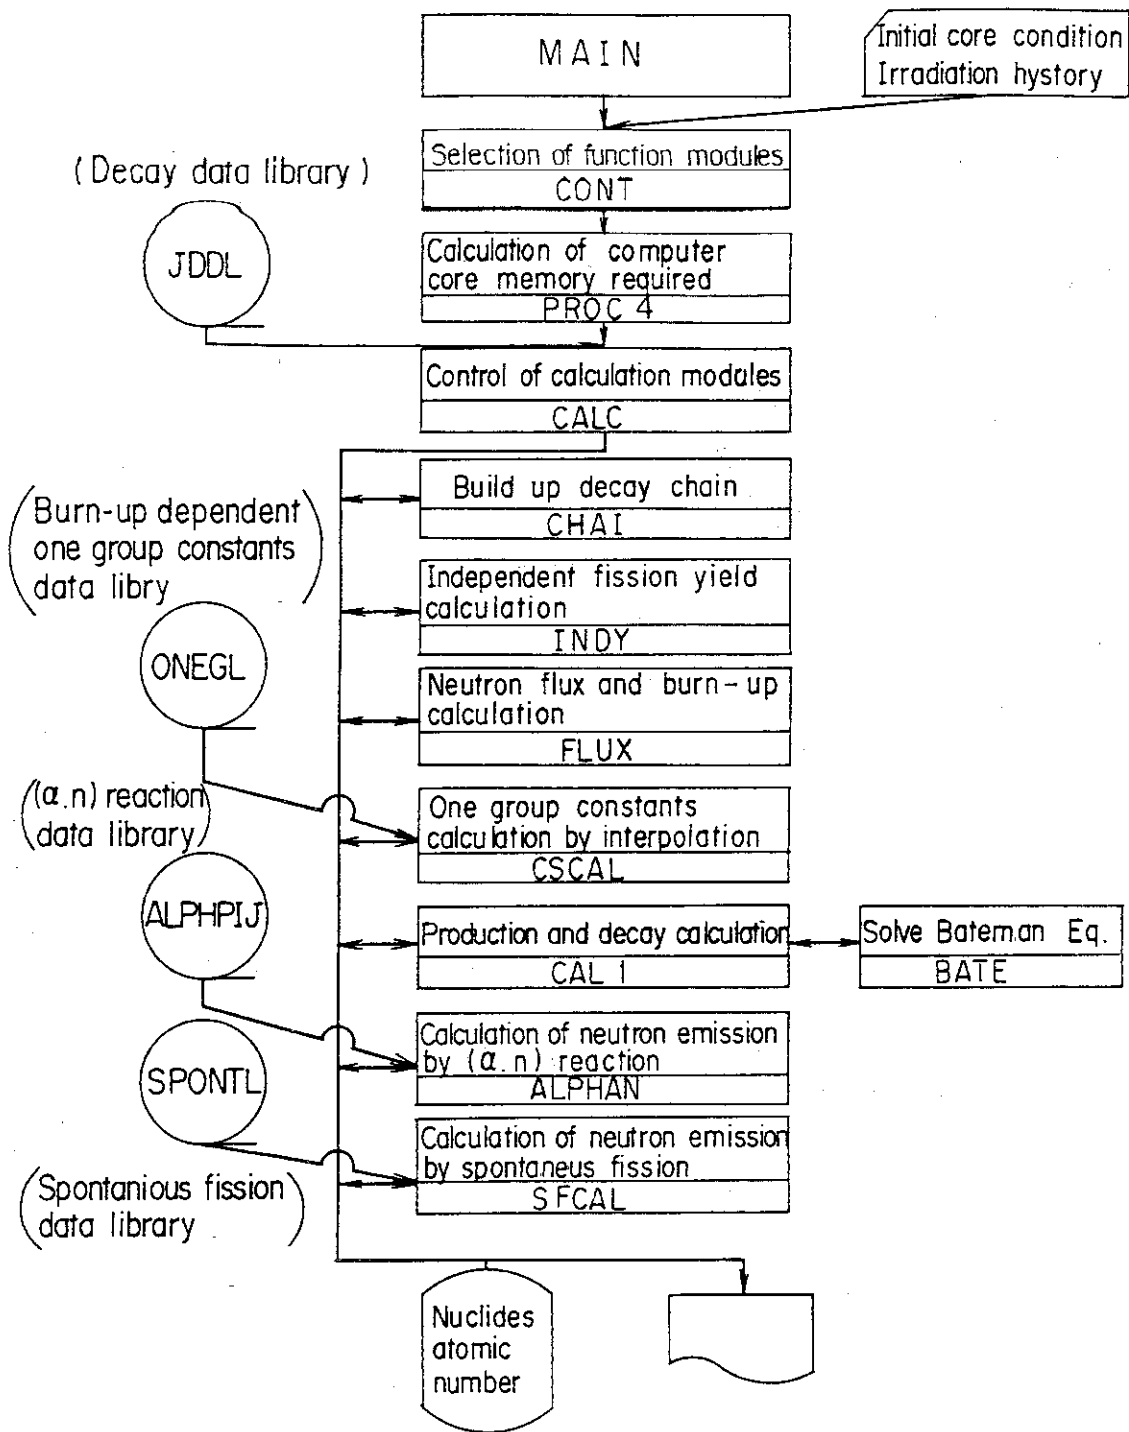 MAIN
Initial core condition
Irradiation hystory
Selection of function modules
CONT
(Decay data library)
JDDL
Calculation of computer
core memory required
PROC 4
Control of calculation modules
CALC
Build up decay chain
CHAI
(Burn-up dependent
one group constants
data libry)
Independent fission yield
calculation
INDY
ONEGL
Neutron flux and burn-up
calculation
FLUX
((α.n) reaction
data library)
One group constants
calculation by interpolation
CSCAL
ALPHPIJ
Production and decay calculation
CAL 1
Solve Bateman Eq.
BATE
Calculation of neutron emission
by (α.n) reaction
ALPHAN
SPONTL
Calculation of neutron emission
by spontaneus fission
SFCAL
(Spontanious fission
data library)
Nuclides
atomic
number